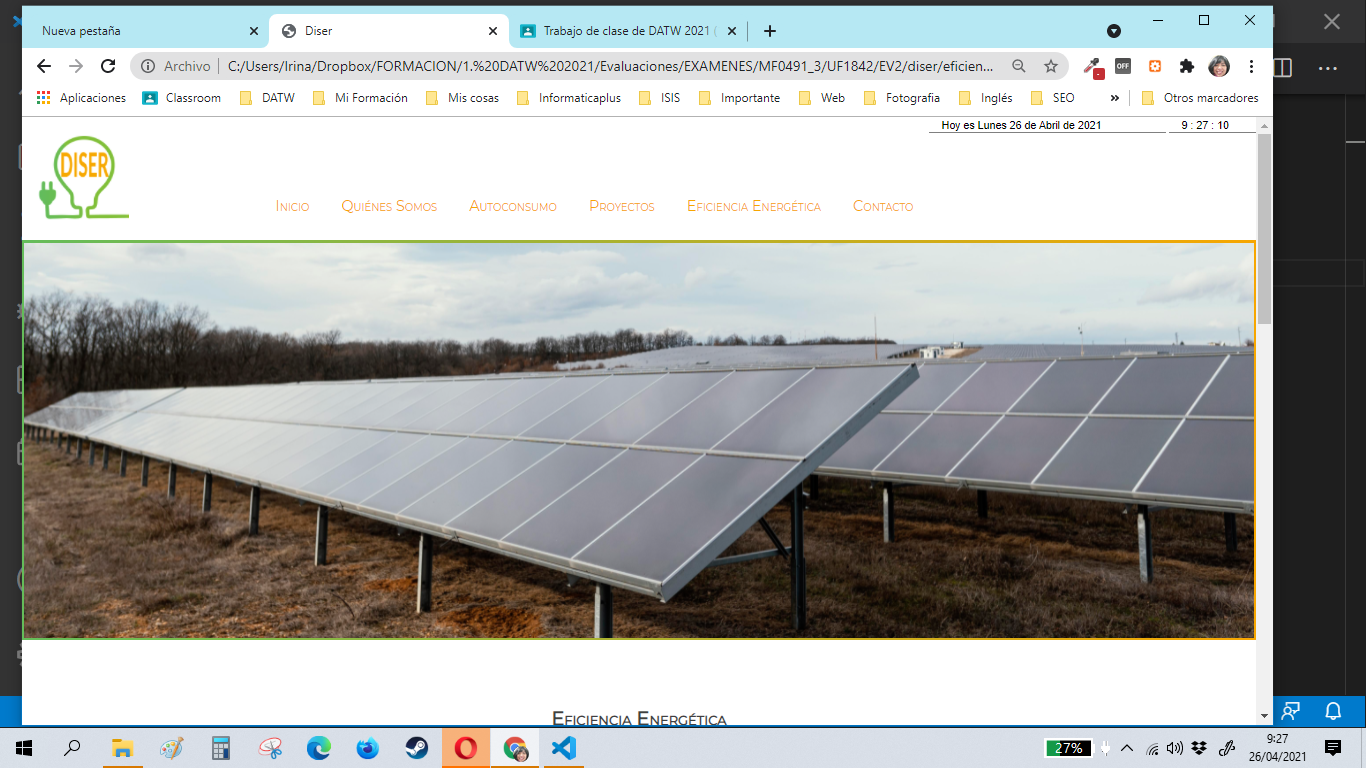 Nueva pestaña
Diser
Trabajo de clase de DATW 2021
Archivo
C:/Users/Irina/Dropbox/FORMACION/1.%20DATW%202021/Evaluaciones/EXAMENES/MF0491_3/UF1842/EV2/diser/eficien...
OFF
Aplicaciones
Classroom
DATW
Mi Formación
Mis cosas
Informaticaplus
ISIS
Importante
Web
Fotografia
Inglés
SEO
Otros marcadores
Hoy es Lunes 26 de Abril de 2021
9 : 27 : 10
DISER
Inicio
Quiénes Somos
Autoconsumo
Proyectos
Eficiencia Energética
Contacto
Eficiencia Energética
27%
9:27
26/04/2021